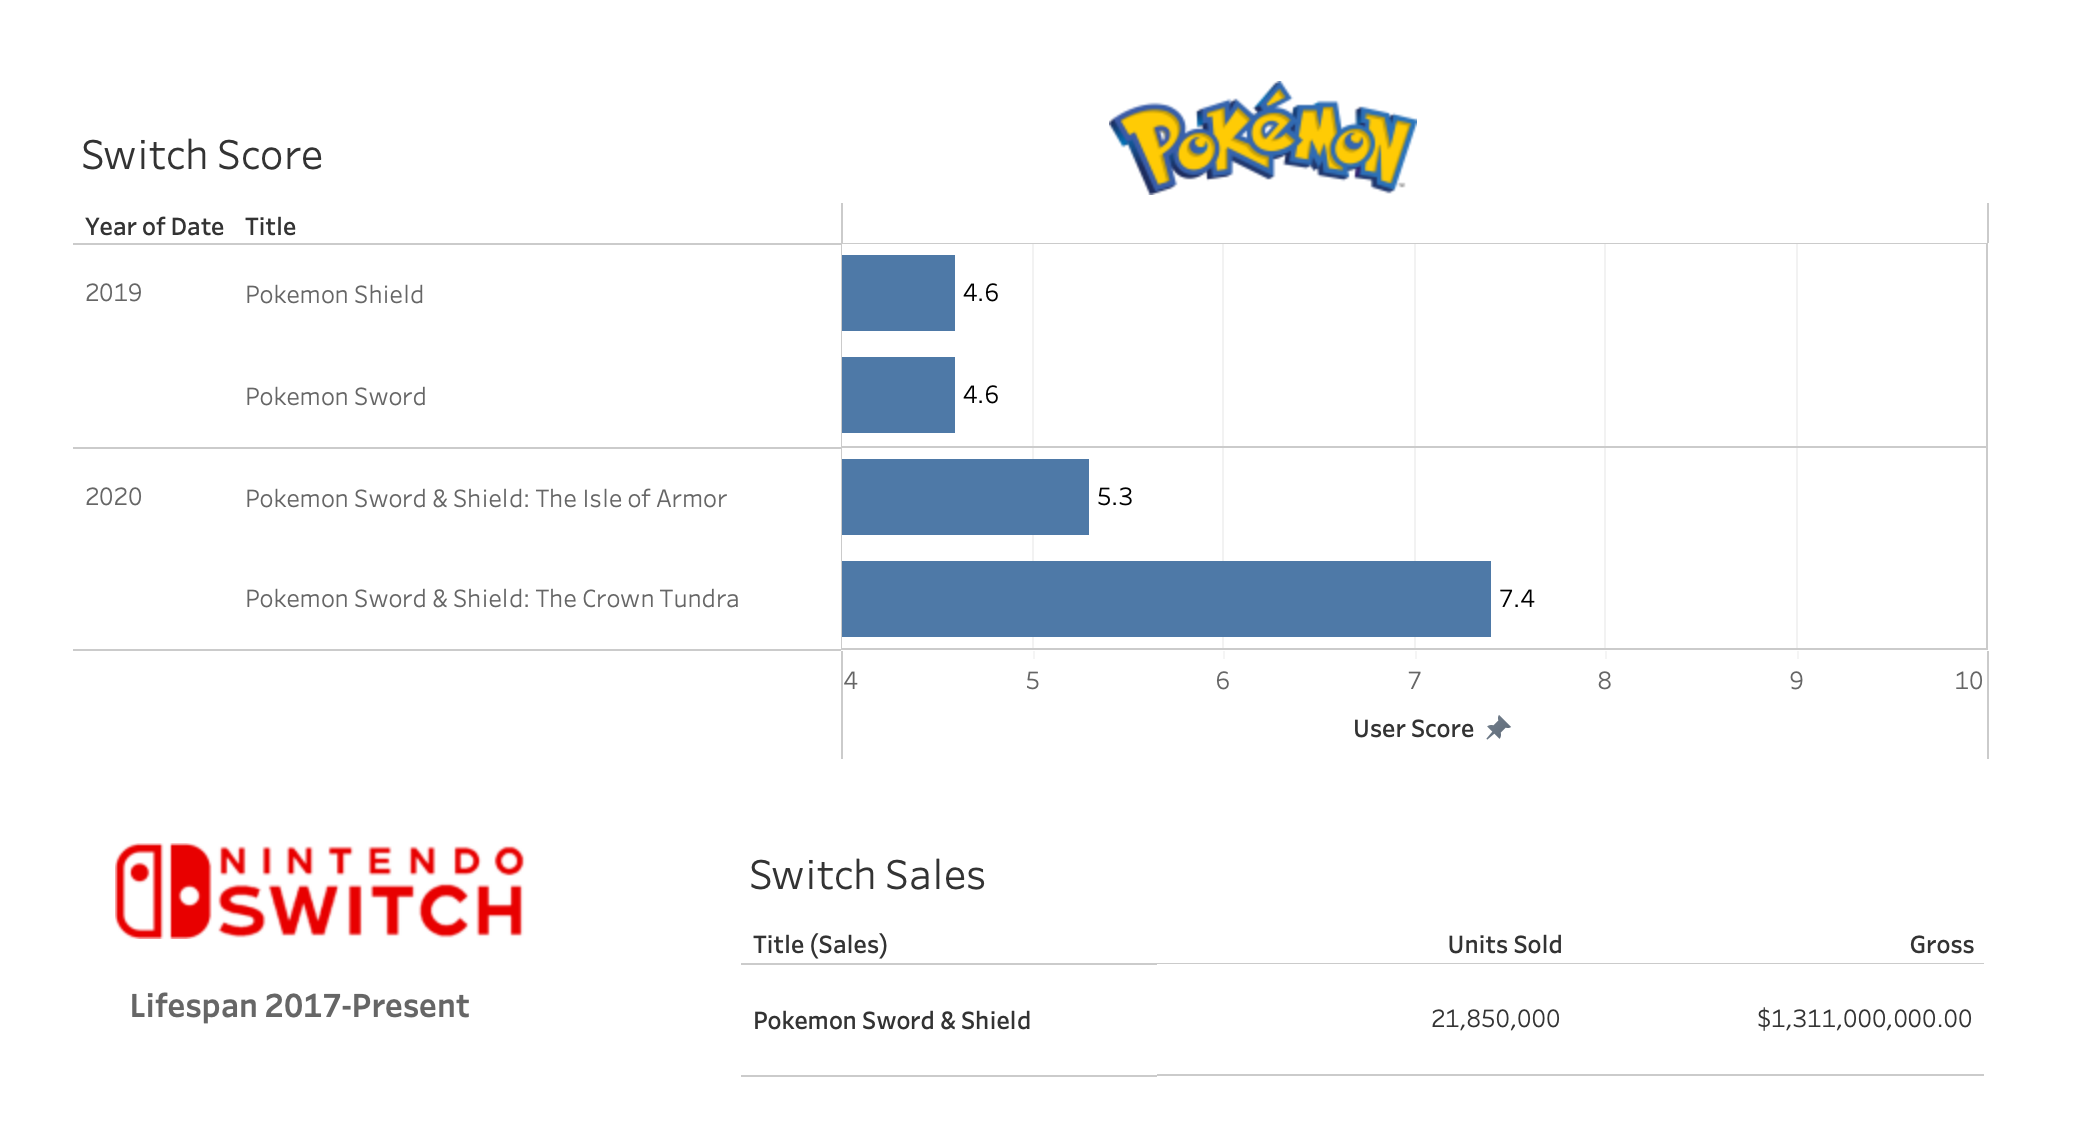 POKéMON
Switch Score
Year of Date Title
2019 Pokemon Shield 4.6
Pokemon Sword 4.6
2020 Pokemon Sword & Shield: The Isle of Armor 5.3
Pokemon Sword & Shield: The Crown Tundra 7.4
4 5 6 7 8 9 10
User Score
NINTENDO
SWITCH
Lifespan 2017-Present
Switch Sales
Title (Sales) Units Sold Gross
Pokemon Sword & Shield 21,850,000 $1,311,000,000.00